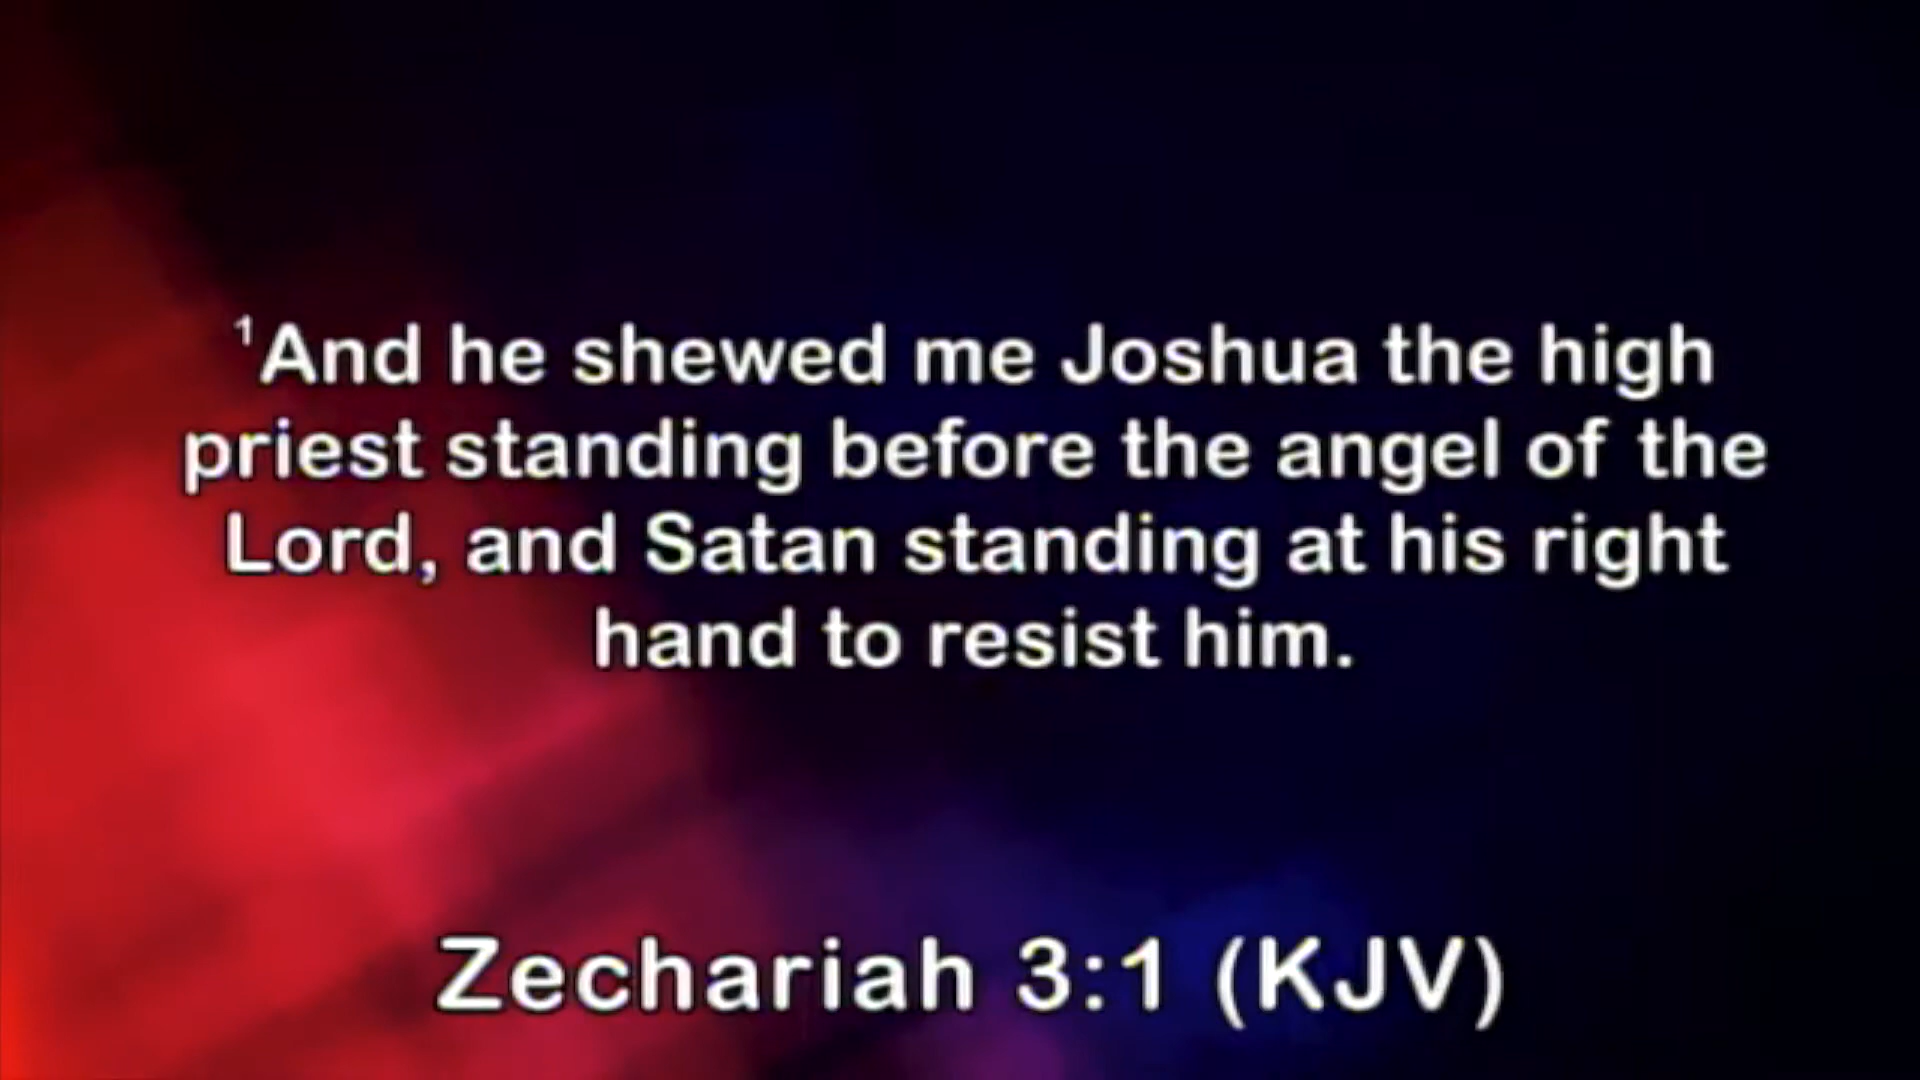 1And he shewed me Joshua the high
priest standing before the angel of the
Lord, and Satan standing at his right
hand to resist him.
Zechariah 3:1 (KJV)